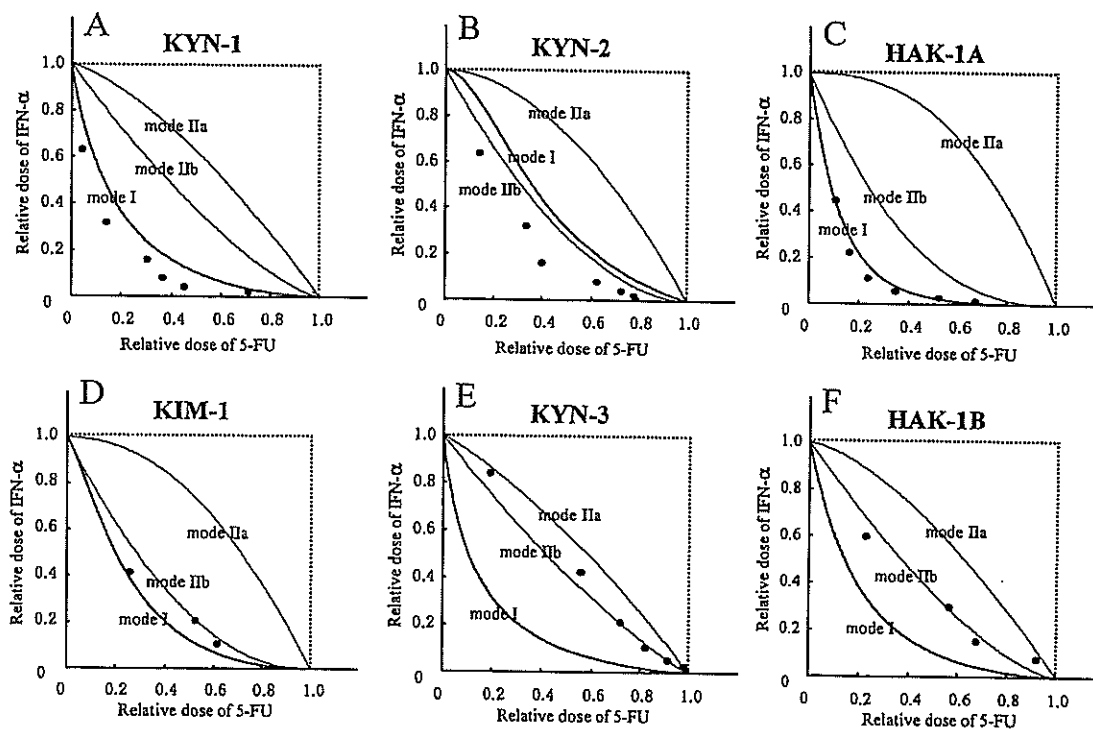 A
KYN-1
Relative dose of IFN-α
1.0
0.8
0.6
0.4
0.2
0
mode IIa
mode IIb
mode I
0 0.2 0.4 0.6 0.8 1.0
Relative dose of 5-FU
B
KYN-2
Relative dose of IFN-α
1.0
0.8
0.6
0.4
0.2
0
mode IIa
mode I
mode IIb
0 0.2 0.4 0.6 0.8 1.0
Relative dose of 5-FU
C
HAK-1A
Relative dose of IFN-α
1.0
0.8
0.6
0.4
0.2
0
mode IIa
mode IIb
mode I
0 0.2 0.4 0.6 0.8 1.0
Relative dose of 5-FU
D
KIM-1
Relative dose of IFN-α
1.0
0.8
0.6
0.4
0.2
0
mode IIa
mode IIb
mode I
0 0.2 0.4 0.6 0.8 1.0
Relative dose of 5-FU
E
KYN-3
Relative dose of IFN-α
1.0
0.8
0.6
0.4
0.2
0
mode IIa
mode IIb
mode I
0 0.2 0.4 0.6 0.8 1.0
Relative dose of 5-FU
F
HAK-1B
Relative dose of IFN-α
1.0
0.8
0.6
0.4
0.2
0
mode IIa
mode IIb
mode I
0 0.2 0.4 0.6 0.8 1.0
Relative dose of 5-FU